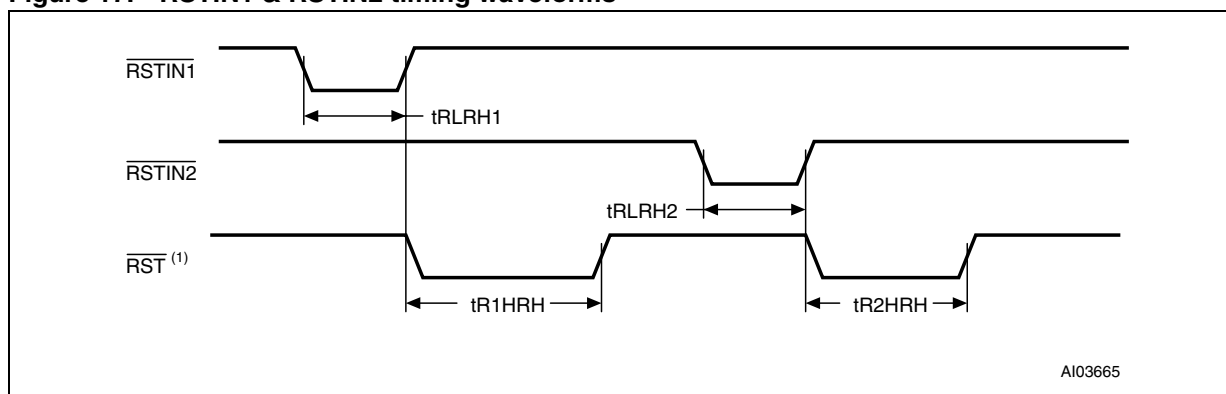 RSTIN1
tRLRH1
RSTIN2
tRLRH2
RST (1)
tR1HRH
tR2HRH
AI03665